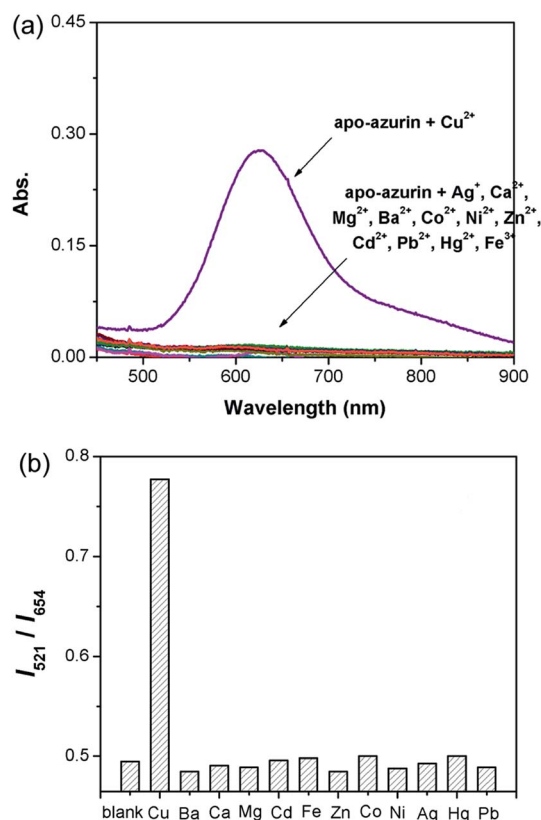 (a)
0.45
0.30
0.15
0.00
Abs.
apo-azurin + Cu²⁺
apo-azurin + Ag⁺, Ca²⁺,
Mg²⁺, Ba²⁺, Co²⁺, Ni²⁺, Zn²⁺,
Cd²⁺, Pb²⁺, Hg²⁺, Fe³⁺
500 600 700 800 900
Wavelength (nm)
(b)
0.8
0.7
0.6
0.5
I₅₂₁ / I₆₅₄
blank Cu Ba Ca Mg Cd Fe Zn Co Ni Ag Hg Pb